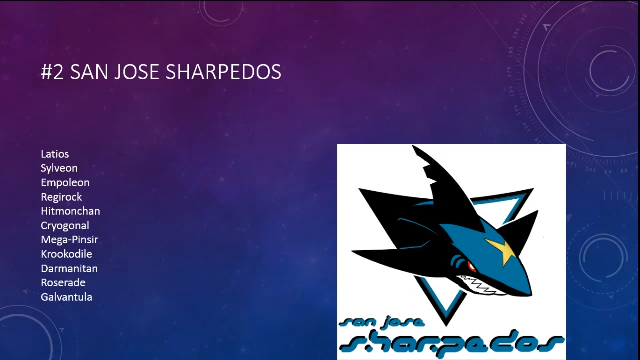 #2 SAN JOSE SHARPEDOS
Latios
Sylveon
Empoleon
Regirock
Hitmonchan
Cryogonal
Mega-Pinsir
Krookodile
Darmanitan
Roserade
Galvantula
san jose
sharpedos